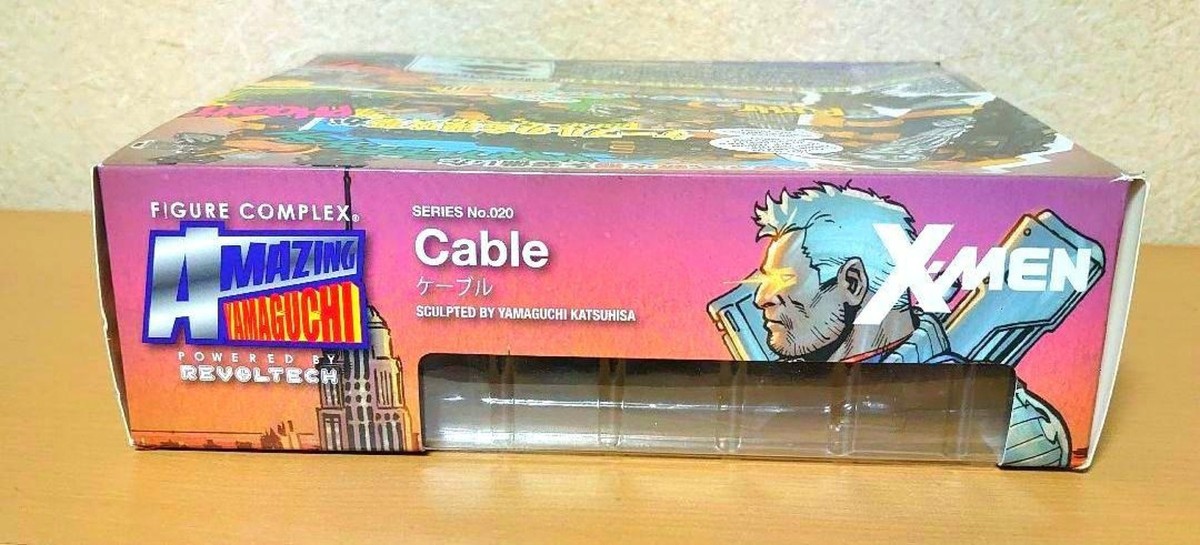 FIGURE COMPLEX®
AMAZING
YAMAGUCHI
POWERED BY
REVOLTECH
SERIES No.020
Cable
ケーブル
SCULPTED BY YAMAGUCHI KATSUHISA
X-MEN